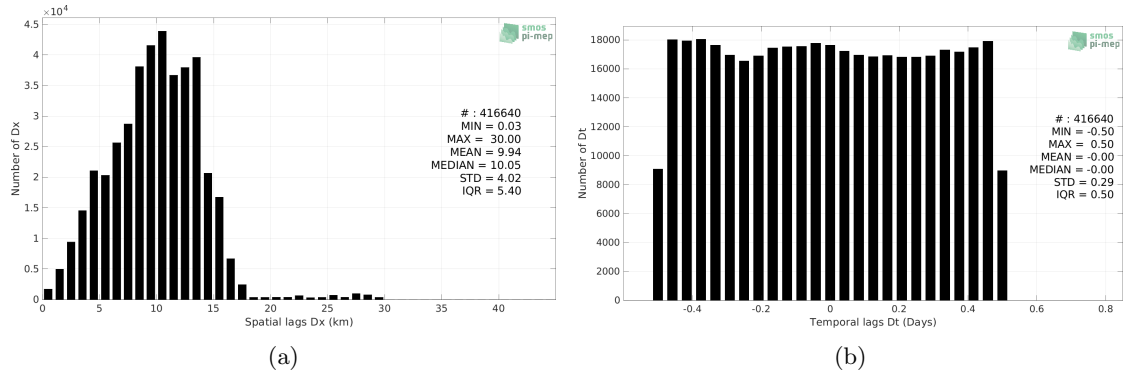 ×10⁴
4.5
4
3.5
3
2.5
2
1.5
1
0.5
0
Number of Dx
smos
pi-mep
# : 416640
MIN = 0.03
MAX = 30.00
MEAN = 9.94
MEDIAN = 10.05
STD = 4.02
IQR = 5.40
0 5 10 15 20 25 30 35 40
Spatial lags Dx (km)
(a)
18000
16000
14000
12000
10000
8000
6000
4000
2000
0
Number of Dt
smos
pi-mep
# : 416640
MIN = -0.50
MAX = 0.50
MEAN = -0.00
MEDIAN = -0.00
STD = 0.29
IQR = 0.50
-0.4 -0.2 0 0.2 0.4 0.6 0.8
Temporal lags Dt (Days)
(b)